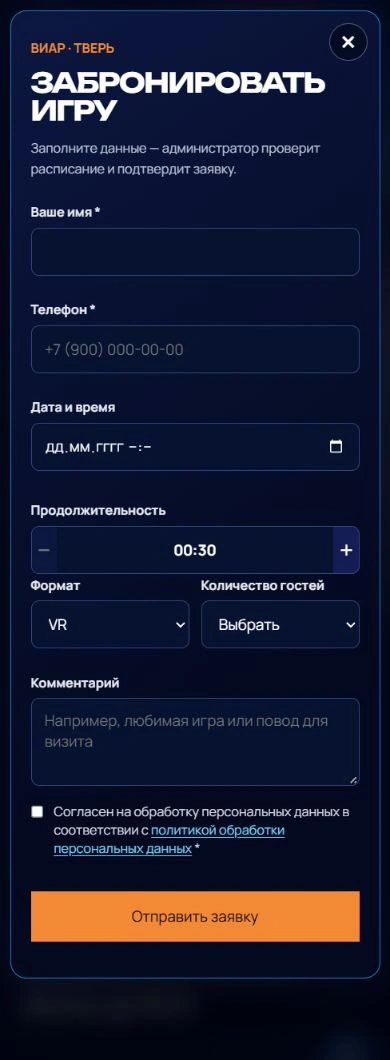 ВИАР · ТВЕРЬ
ЗАБРОНИРОВАТЬ
ИГРУ
Заполните данные — администратор проверит
расписание и подтвердит заявку.
Ваше имя *
Телефон *
+7 (900) 000-00-00
Дата и время
дд.мм.гггг --:--
Продолжительность
− 00:30 +
Формат Количество гостей
VR Выбрать
Комментарий
Например, любимая игра или повод для
визита
Согласен на обработку персональных данных в
соответствии с политикой обработки
персональных данных *
Отправить заявку